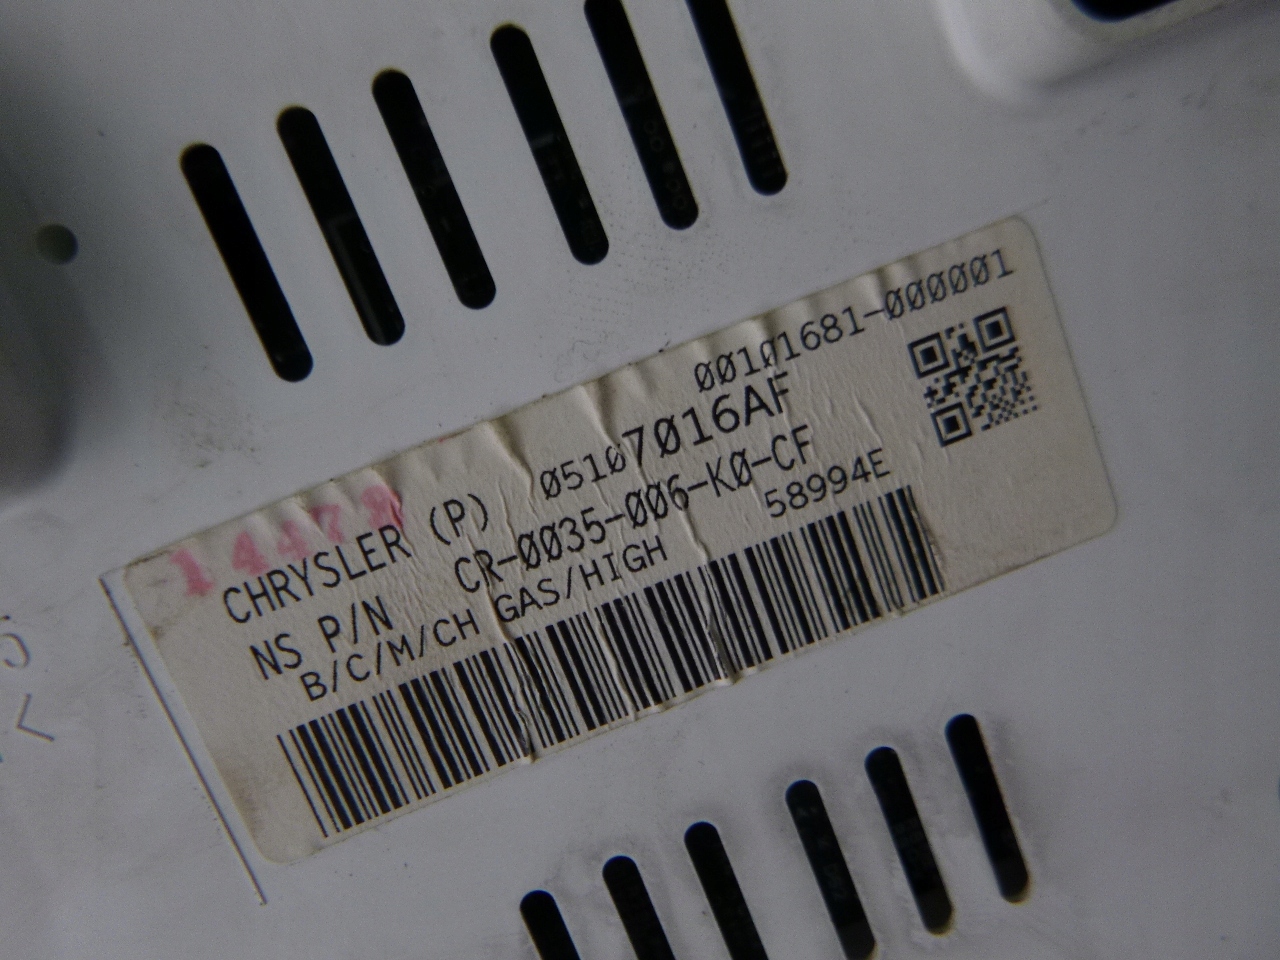 00101681-000001
CHRYSLER (P) 05107016AF
NS P/N CR-0035-006-K0-CF
B/C/M/CH GAS/HIGH 58994E